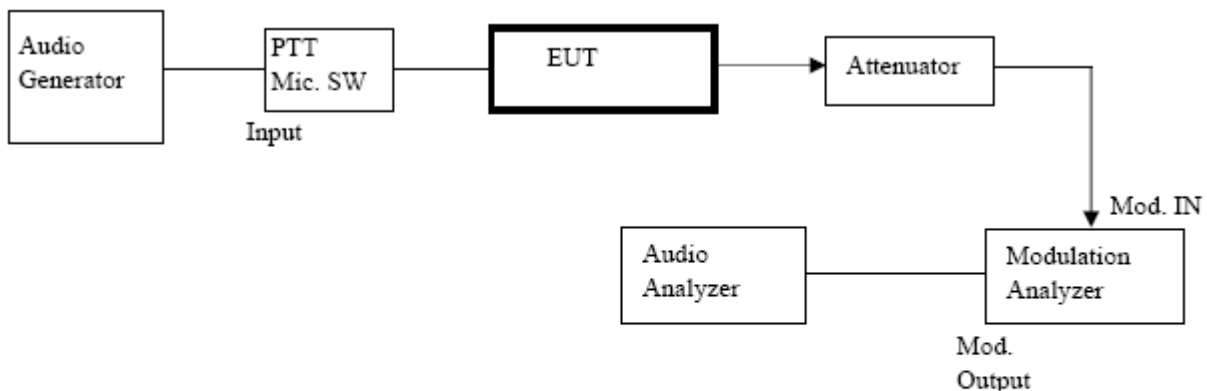 Audio
Generator
PTT
Mic. SW
Input
EUT
Attenuator
Mod. IN
Audio
Analyzer
Modulation
Analyzer
Mod.
Output